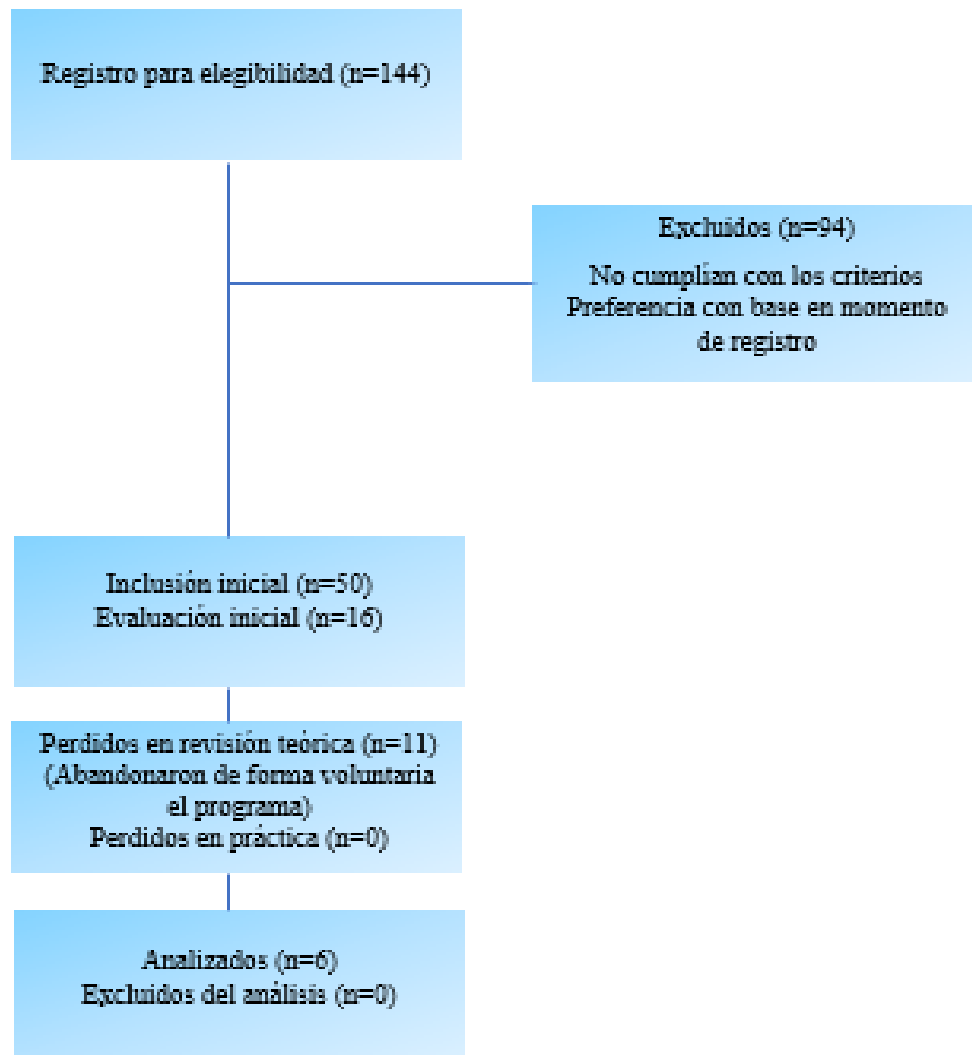 Registro para elegibilidad (n=144)
Excluidos (n=94)
No cumplían con los criterios
Preferencia con base en momento
de registro
Inclusión inicial (n=50)
Evaluación inicial (n=16)
Perdidos en revisión teórica (n=11)
(Abandonaron de forma voluntaria
el programa)
Perdidos en práctica (n=0)
Analizados (n=6)
Excluidos del análisis (n=0)